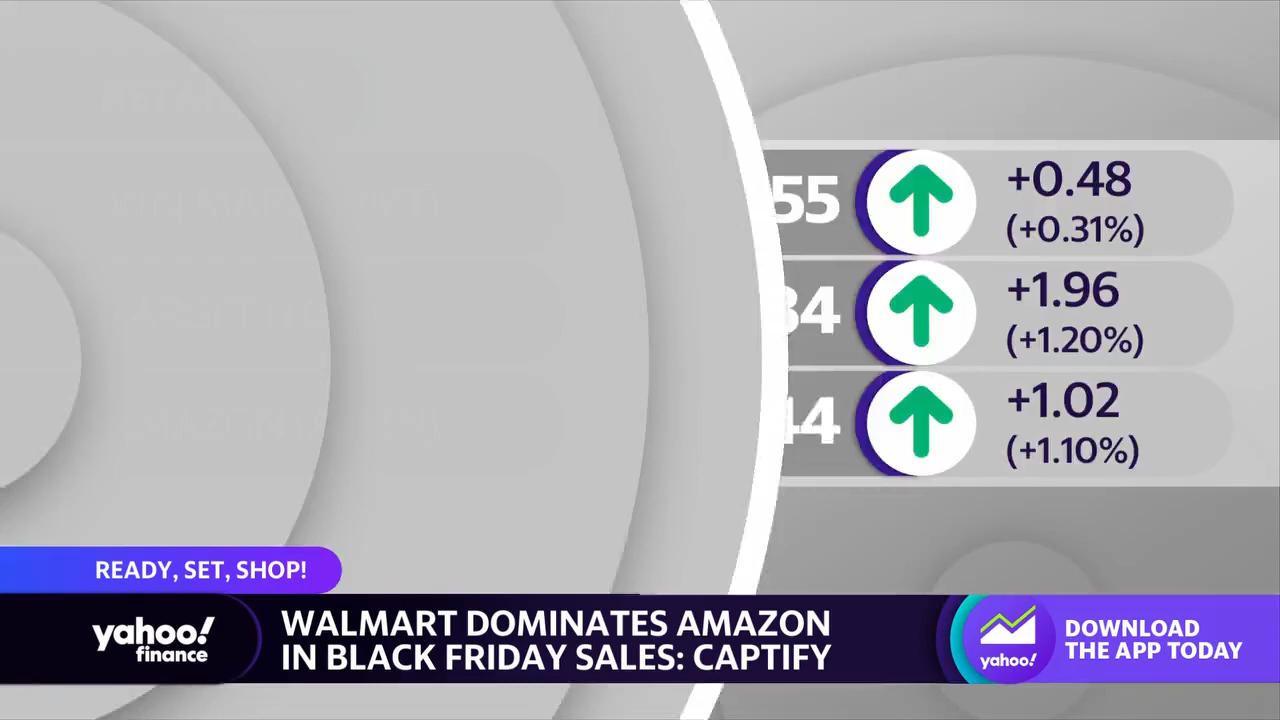 55
+0.48
(+0.31%)
34
+1.96
(+1.20%)
44
+1.02
(+1.10%)
READY, SET, SHOP!
yahoo!
finance
WALMART DOMINATES AMAZON
IN BLACK FRIDAY SALES: CAPTIFY
yahoo!
DOWNLOAD
THE APP TODAY